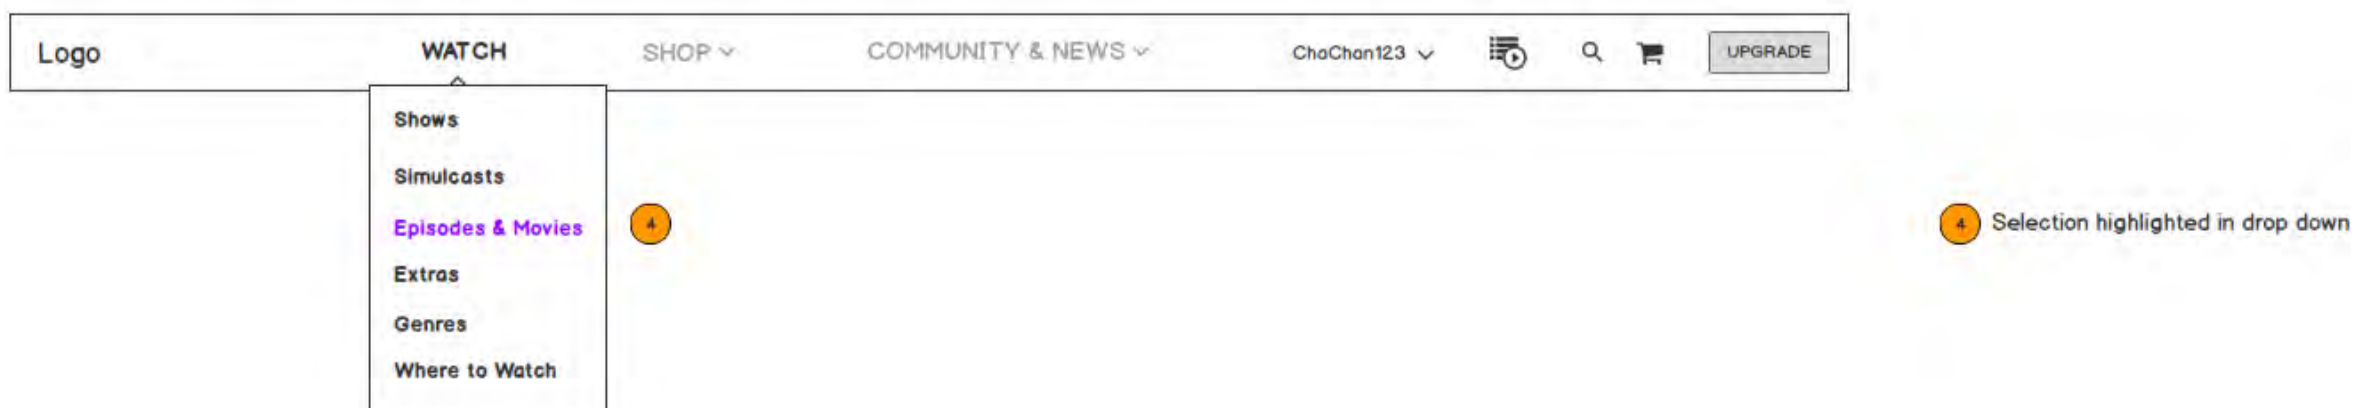 Logo
WATCH
SHOP
COMMUNITY & NEWS
ChaChan123
UPGRADE
Shows
Simulcasts
Episodes & Movies
4
4 Selection highlighted in drop down
Extras
Genres
Where to Watch